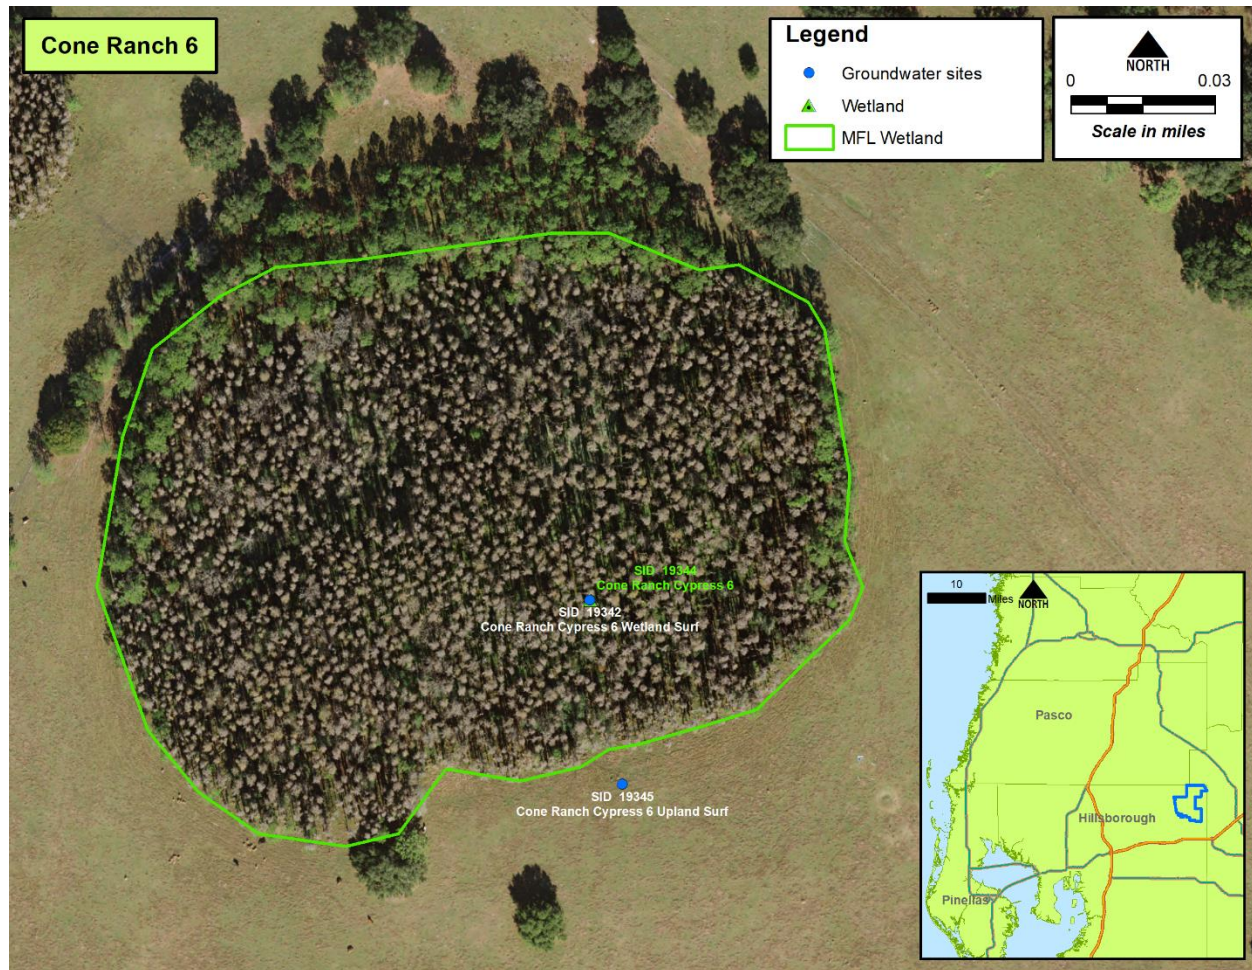 Cone Ranch 6
Legend
Groundwater sites
Wetland
MFL Wetland
NORTH
0 0.03
Scale in miles
SID 19344
Cone Ranch Cypress 6
SID 19342
Cone Ranch Cypress 6 Wetland Surf
SID 19345
Cone Ranch Cypress 6 Upland Surf
10
Miles
NORTH
Pasco
Hillsborough
Pinellas